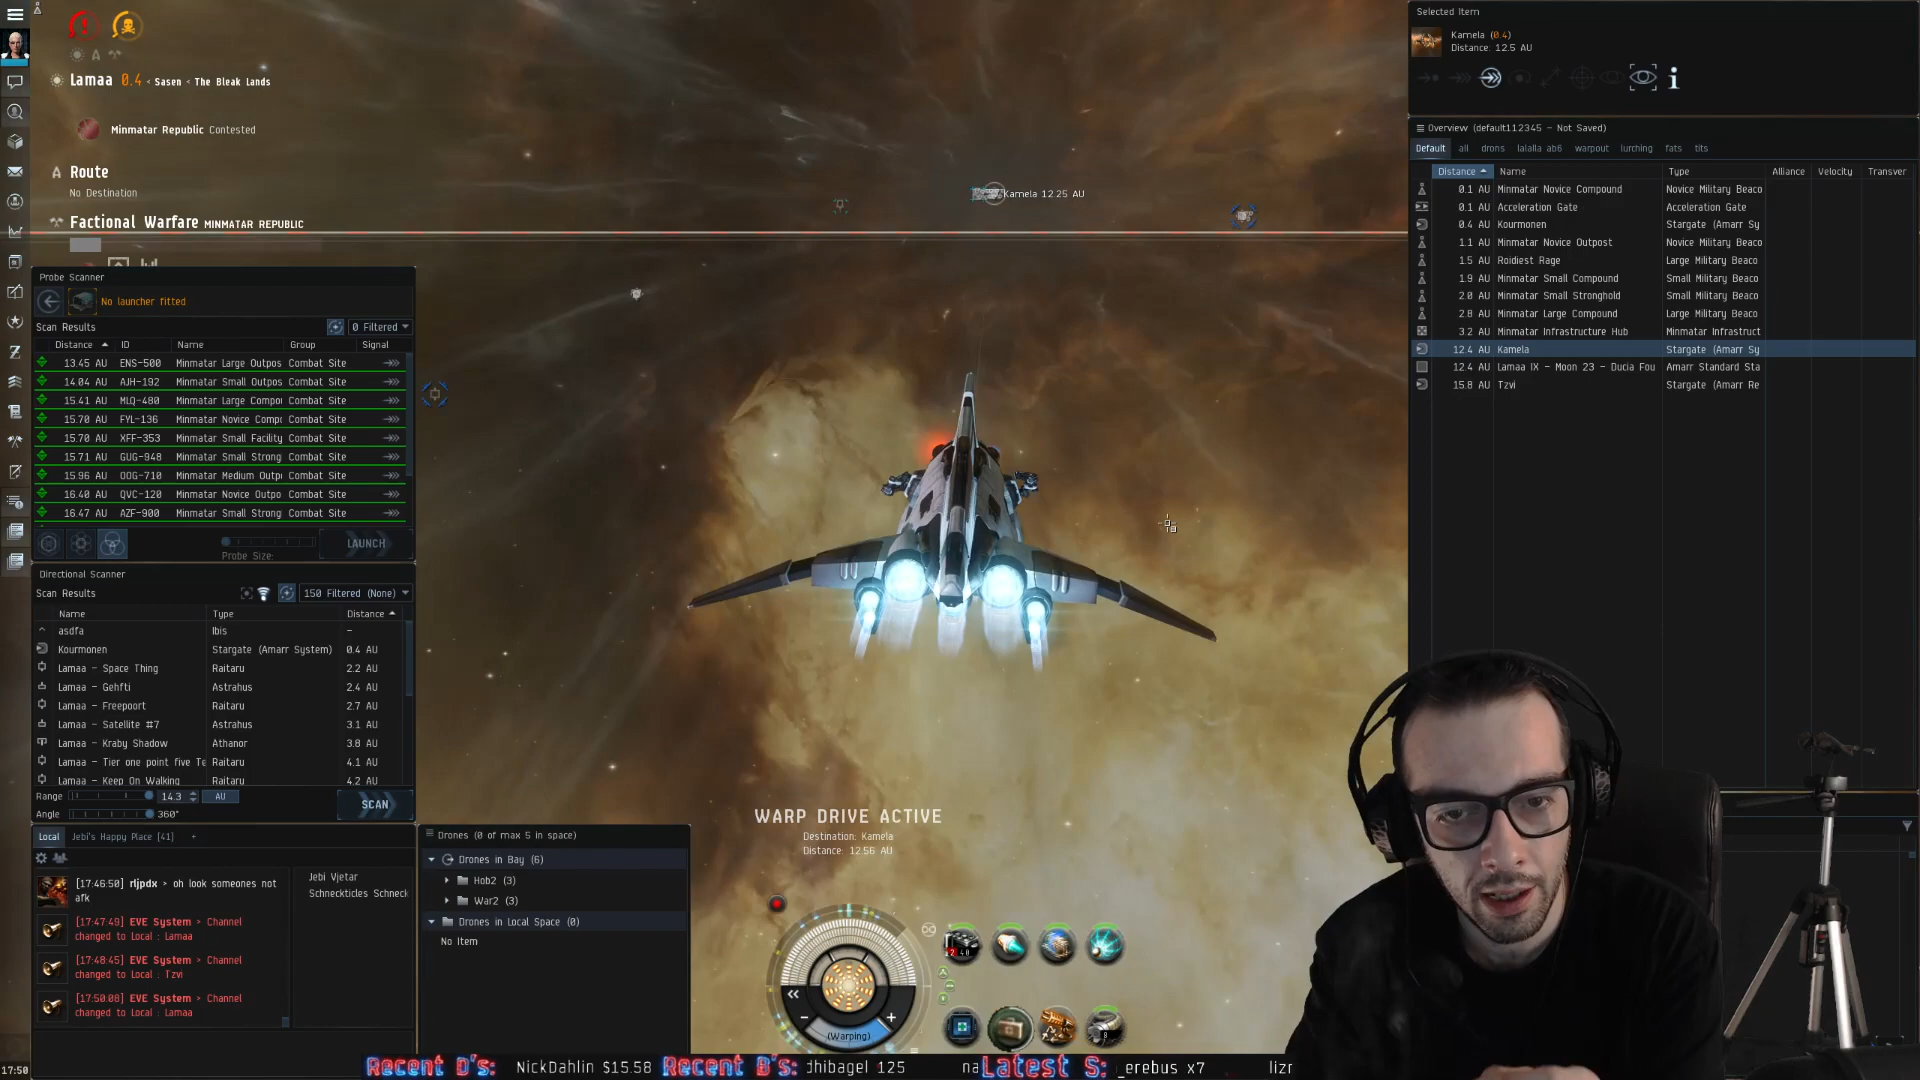 Lamaa 0.4 < Sasen < The Bleak Lands
Minmatar Republic Contested
Route
No Destination
Factional Warfare MINMATAR REPUBLIC
Probe Scanner
No launcher fitted
Scan Results
0 Filtered
Distance ID Name Group Signal
13.45 AU ENS-500 Minmatar Large Outpos Combat Site
14.04 AU AJH-192 Minmatar Small Outpos Combat Site
15.41 AU MLQ-480 Minmatar Large Compou Combat Site
15.70 AU FYL-136 Minmatar Novice Comp Combat Site
15.70 AU XFF-353 Minmatar Small Facility Combat Site
15.71 AU GUG-948 Minmatar Small Strong Combat Site
15.96 AU OOG-710 Minmatar Medium Outp Combat Site
16.40 AU QVC-120 Minmatar Novice Outpo Combat Site
16.47 AU AZF-900 Minmatar Small Strong Combat Site
Probe Size:
LAUNCH
Directional Scanner
Scan Results
150 Filtered (None)
Name Type Distance
asdfa Ibis -
Kourmonen Stargate (Amarr System) 0.4 AU
Lamaa - Space Thing Raitaru 2.2 AU
Lamaa - Gehfti Astrahus 2.4 AU
Lamaa - Freepoort Raitaru 2.7 AU
Lamaa - Satellite #7 Astrahus 3.1 AU
Lamaa - Kraby Shadow Athanor 3.8 AU
Lamaa - Tier one point five Te Raitaru 4.1 AU
Lamaa - Keep On Walking Raitaru 4.2 AU
Range 14.3 AU
Angle 360°
SCAN
Local Jebi's Happy Place [41] +
[17:46:50] rljpdx > oh look someones not
afk
[17:47:49] EVE System > Channel
changed to Local : Lamaa
[17:48:45] EVE System > Channel
changed to Local : Tzvi
[17:50:08] EVE System > Channel
changed to Local : Lamaa
Jebi Vjetar
Schneckticles Schneck
17:50
Drones (0 of max 5 in space)
Drones in Bay (6)
Hob2 (3)
War2 (3)
Drones in Local Space (0)
No Item
Kamela 12.25 AU
WARP DRIVE ACTIVE
Destination: Kamela
Distance: 12.56 AU
(Warping)
Selected Item
Kamela (0.4)
Distance: 12.5 AU
Overview (default112345 - Not Saved)
Default all drons lalalla ab6 warpout lurching fats tits
Distance Name Type Alliance Velocity Transver
0.1 AU Minmatar Novice Compound Novice Military Beaco
0.1 AU Acceleration Gate Acceleration Gate
0.4 AU Kourmonen Stargate (Amarr Sy
1.1 AU Minmatar Novice Outpost Novice Military Beaco
1.5 AU Roidiest Rage Large Military Beaco
1.9 AU Minmatar Small Compound Small Military Beaco
2.0 AU Minmatar Small Stronghold Small Military Beaco
2.8 AU Minmatar Large Compound Large Military Beaco
3.2 AU Minmatar Infrastructure Hub Minmatar Infrastruct
12.4 AU Kamela Stargate (Amarr Sy
12.4 AU Lamaa IX - Moon 23 - Ducia Fou Amarr Standard Sta
15.8 AU Tzvi Stargate (Amarr Re
Recent D's: NickDahlin $15.58 Recent B's: dhibagel 125 na Latest S: _erebus x7 lizr